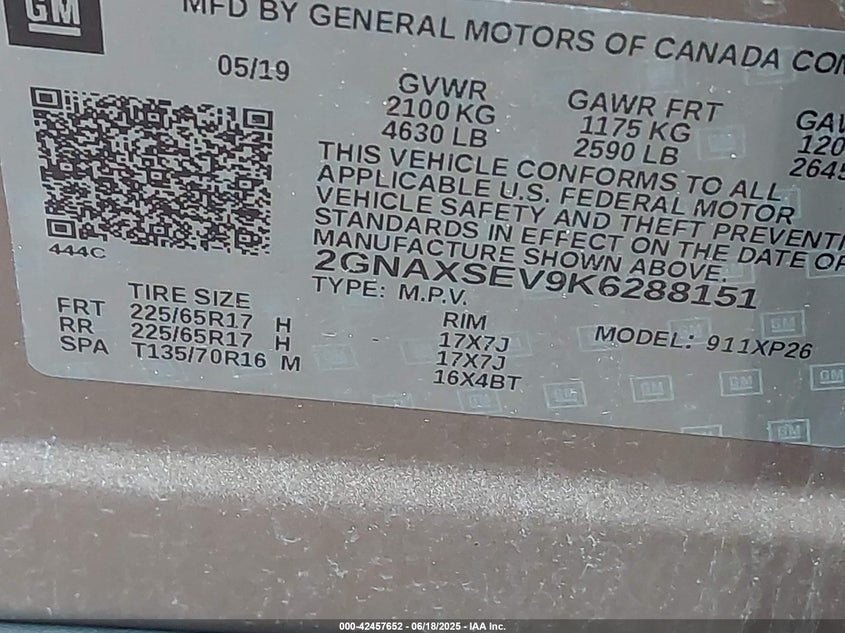 GM
MFD BY GENERAL MOTORS OF CANADA
05/19
GVWR
2100 KG
4630 LB
GAWR FRT
1175 KG
2590 LB
THIS VEHICLE CONFORMS TO ALL
APPLICABLE U.S. FEDERAL MOTOR
VEHICLE SAFETY AND THEFT
STANDARDS IN EFFECT ON THE DATE OF
MANUFACTURE SHOWN ABOVE.
2GNAXSEV9K6288151
TYPE: M.P.V.
444C
TIRE SIZE
FRT 225/65R17 H
RR 225/65R17 H
SPA T135/70R16 M
RIM
17X7J
17X7J
16X4BT
MODEL: 911XP26
000-42457652 - 06/18/2025 - IAA Inc.